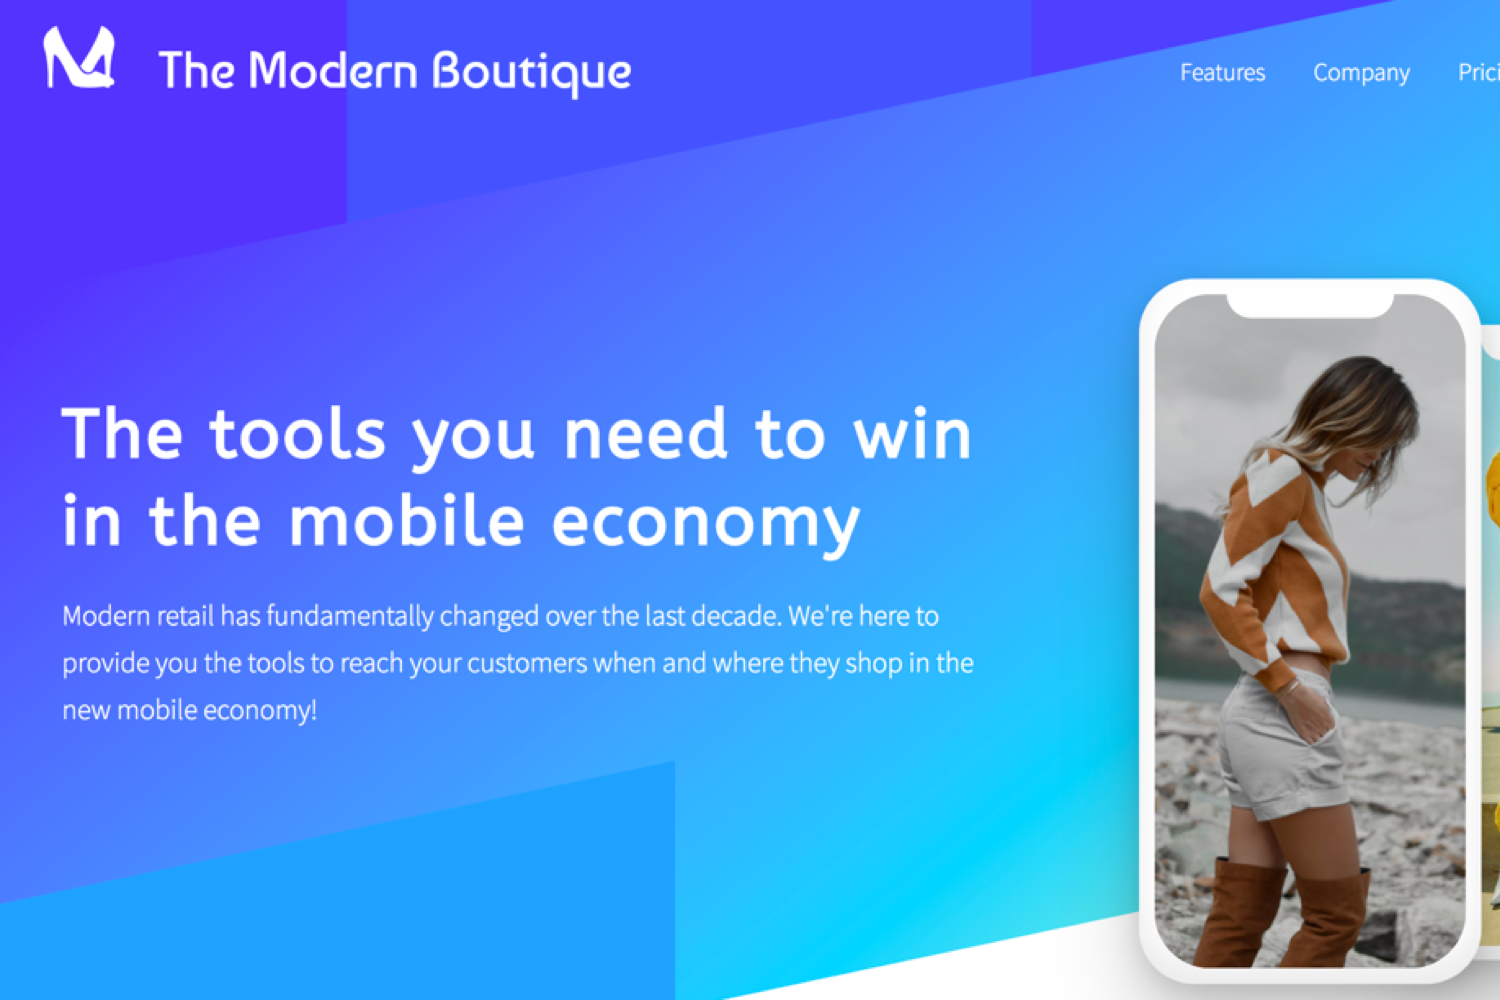 The Modern Boutique
Features Company
The tools you need to win
in the mobile economy
Modern retail has fundamentally changed over the last decade. We're here to
provide you the tools to reach your customers when and where they shop in the
new mobile economy!